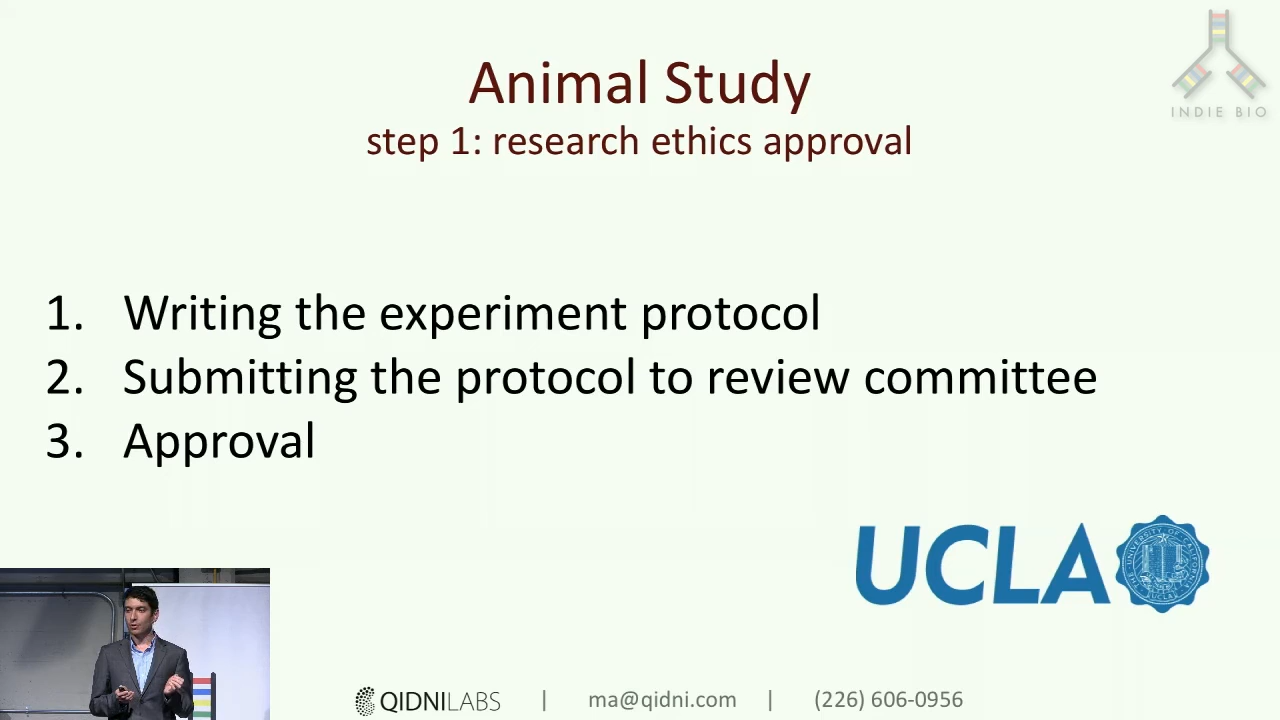 Animal Study
INDIE BIO
step 1: research ethics approval
1. Writing the experiment protocol
2. Submitting the protocol to review committee
3. Approval
UCLA
QIDNILABS | ma@qidni.com | (226) 606-0956